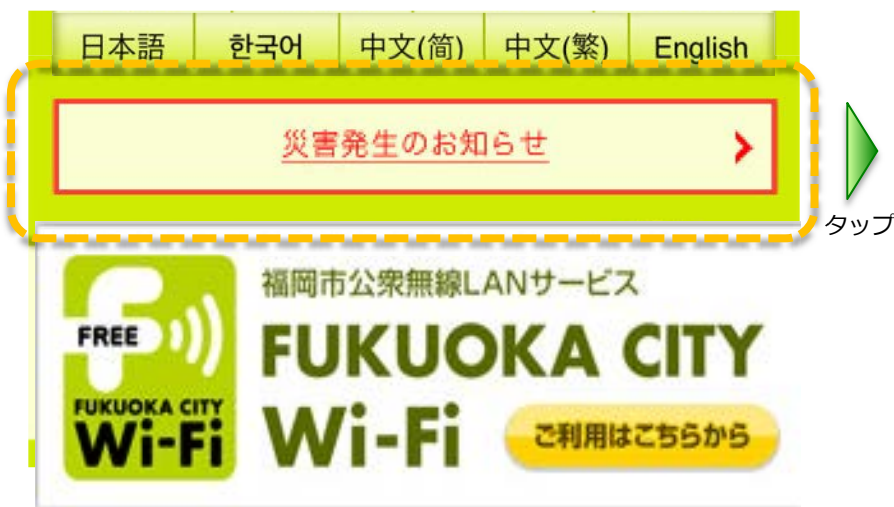 日本語 한국어 中文(简) 中文(繁) English
災害発生のお知らせ
タップ
福岡市公衆無線LANサービス
FREE
FUKUOKA CITY
Wi-Fi
FUKUOKA CITY
Wi-Fi
ご利用はこちらから